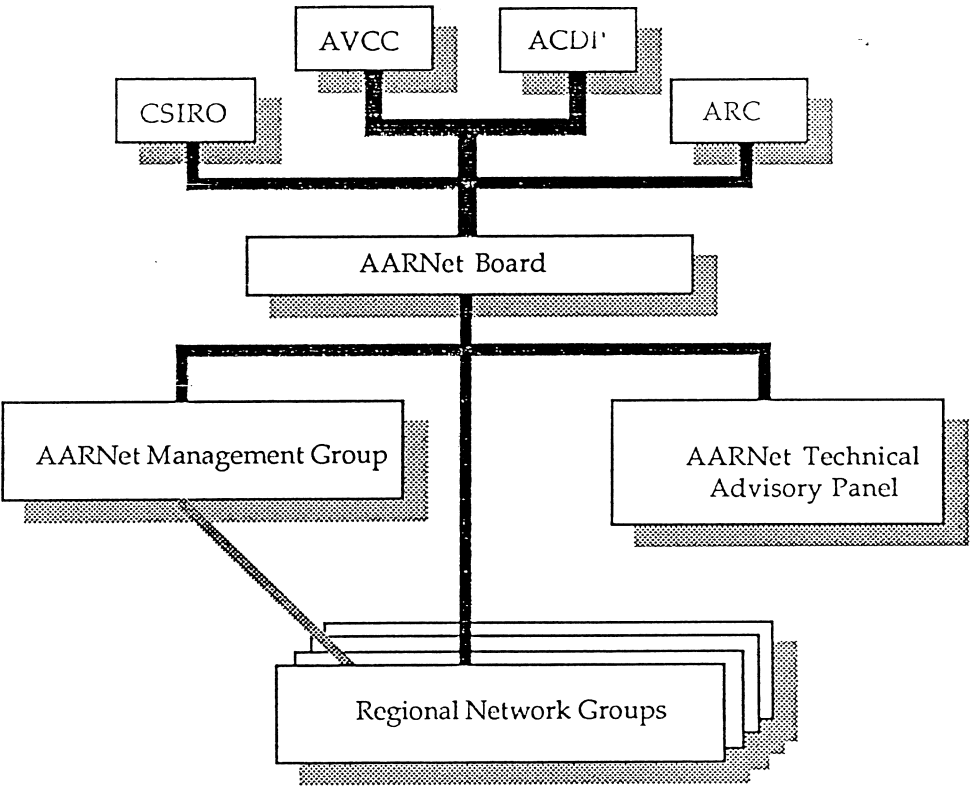 AVCC
ACDP
CSIRO
ARC
AARNet Board
AARNet Management Group
AARNet Technical
Advisory Panel
Regional Network Groups